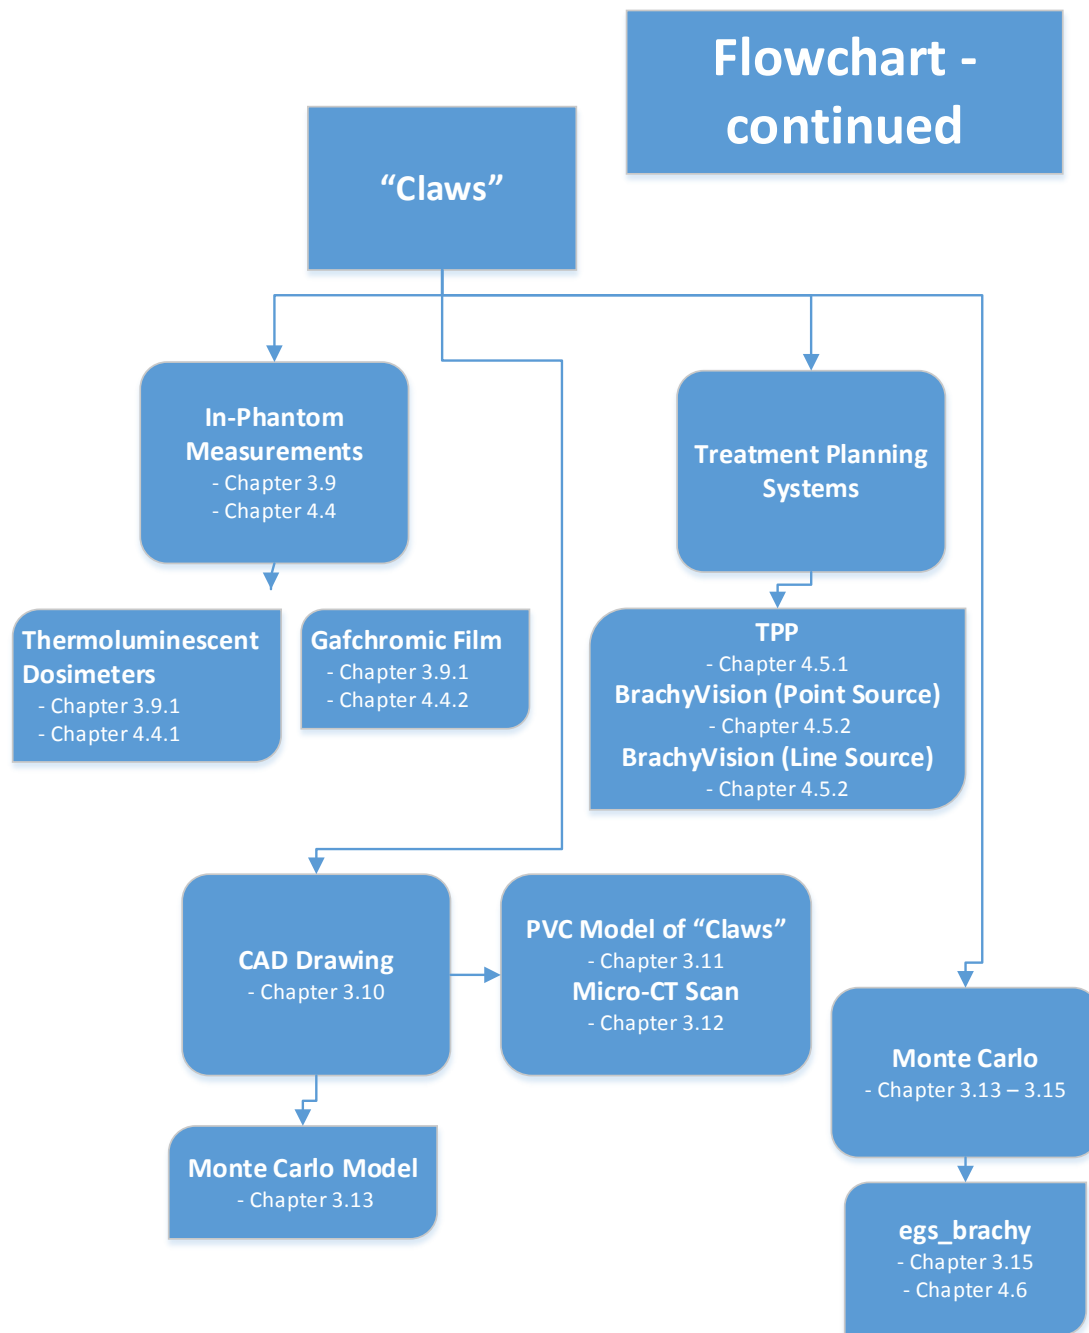 Flowchart -
continued
“Claws”
In-Phantom
Measurements
- Chapter 3.9
- Chapter 4.4
Treatment Planning
Systems
Thermoluminescent
Dosimeters
- Chapter 3.9.1
- Chapter 4.4.1
Gafchromic Film
- Chapter 3.9.1
- Chapter 4.4.2
TPP
- Chapter 4.5.1
BrachyVision (Point Source)
- Chapter 4.5.2
BrachyVision (Line Source)
- Chapter 4.5.2
CAD Drawing
- Chapter 3.10
PVC Model of “Claws”
- Chapter 3.11
Micro-CT Scan
- Chapter 3.12
Monte Carlo
- Chapter 3.13 – 3.15
Monte Carlo Model
- Chapter 3.13
egs_brachy
- Chapter 3.15
- Chapter 4.6